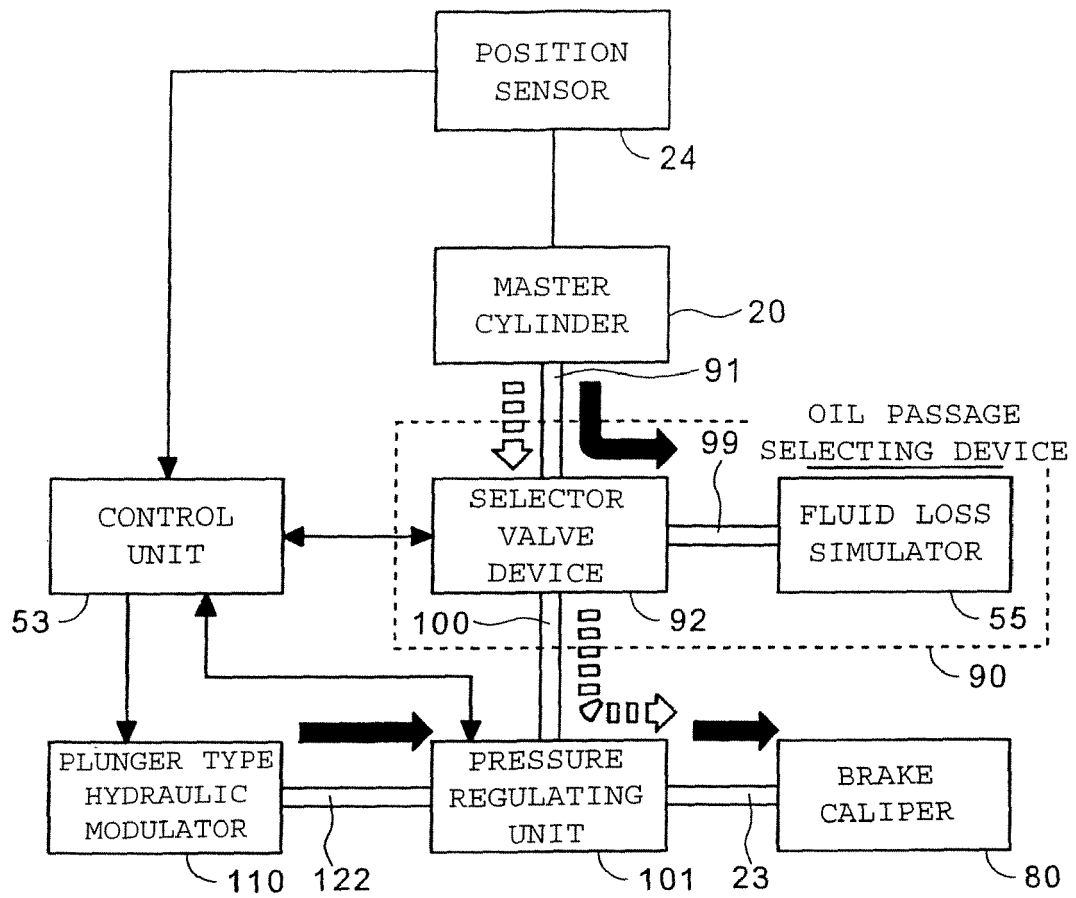 POSITION
SENSOR
24
MASTER
CYLINDER
20
91
OIL PASSAGE
SELECTING DEVICE
99
CONTROL
UNIT
53
SELECTOR
VALVE
DEVICE
92
FLUID LOSS
SIMULATOR
55
100
90
PLUNGER TYPE
HYDRAULIC
MODULATOR
110
122
PRESSURE
REGULATING
UNIT
101
23
BRAKE
CALIPER
80